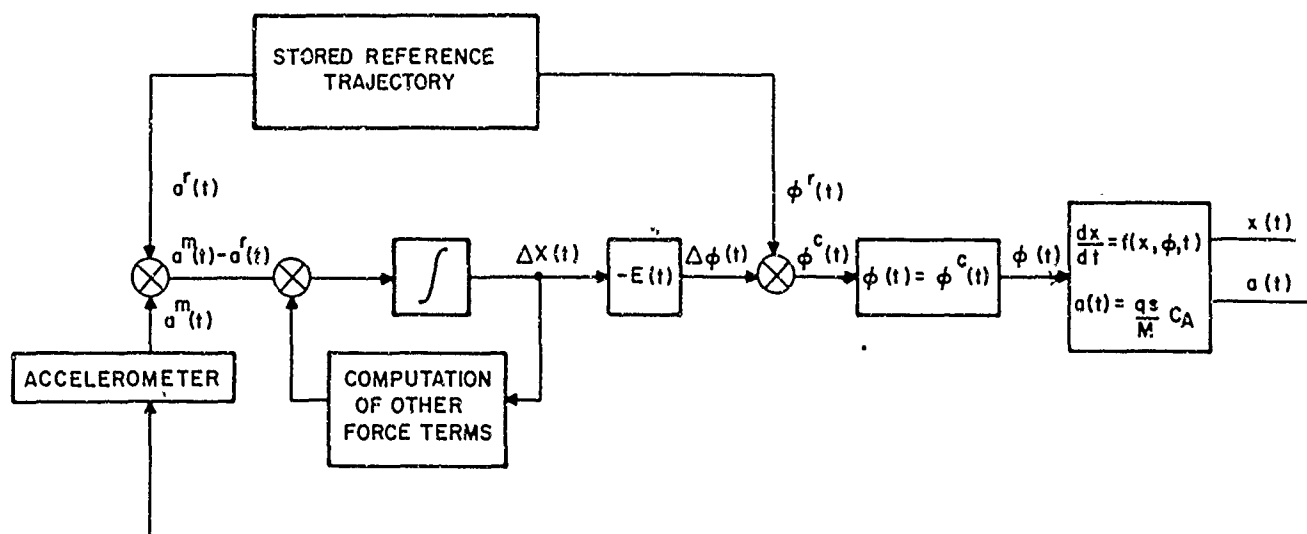 STORED REFERENCE
TRAJECTORY
a^r(t)
ϕ^r(t)
a^m(t)-a^r(t)
a^m(t)
∫
ΔX(t)
-E(t)
Δϕ(t)
ϕ^c(t)
ϕ(t)=ϕ^c(t)
ϕ(t)
dx/dt=f(x,ϕ,t)
a(t)=qs/M C_A
x(t)
a(t)
ACCELEROMETER
COMPUTATION
OF OTHER
FORCE TERMS